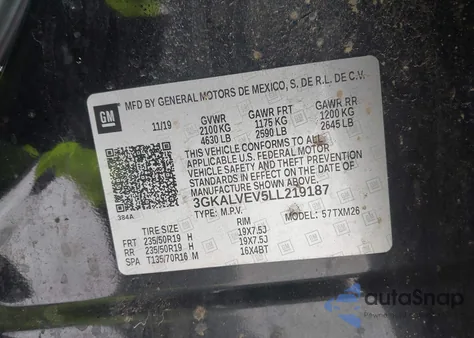 GM
MFD BY GENERAL MOTORS DE MEXICO, S. DE R.L. DE C.V.
11/19 GVWR GAWR FRT GAWR RR
2100 KG 1175 KG 1200 KG
4630 LB 2590 LB 2645 LB
THIS VEHICLE CONFORMS TO ALL
APPLICABLE U.S. FEDERAL MOTOR
VEHICLE SAFETY AND THEFT PREVENTION
STANDARDS IN EFFECT ON THE DATE OF
MANUFACTURE SHOWN ABOVE.
384A
3GKALVEV5LL219187
TYPE: M.P.V. MODEL: 57TXM26
TIRE SIZE RIM
FRT 235/50R19 H 19X7.5J
RR 235/50R19 H 19X7.5J
SPA T135/70R16 M 16X4BT
autoSnap